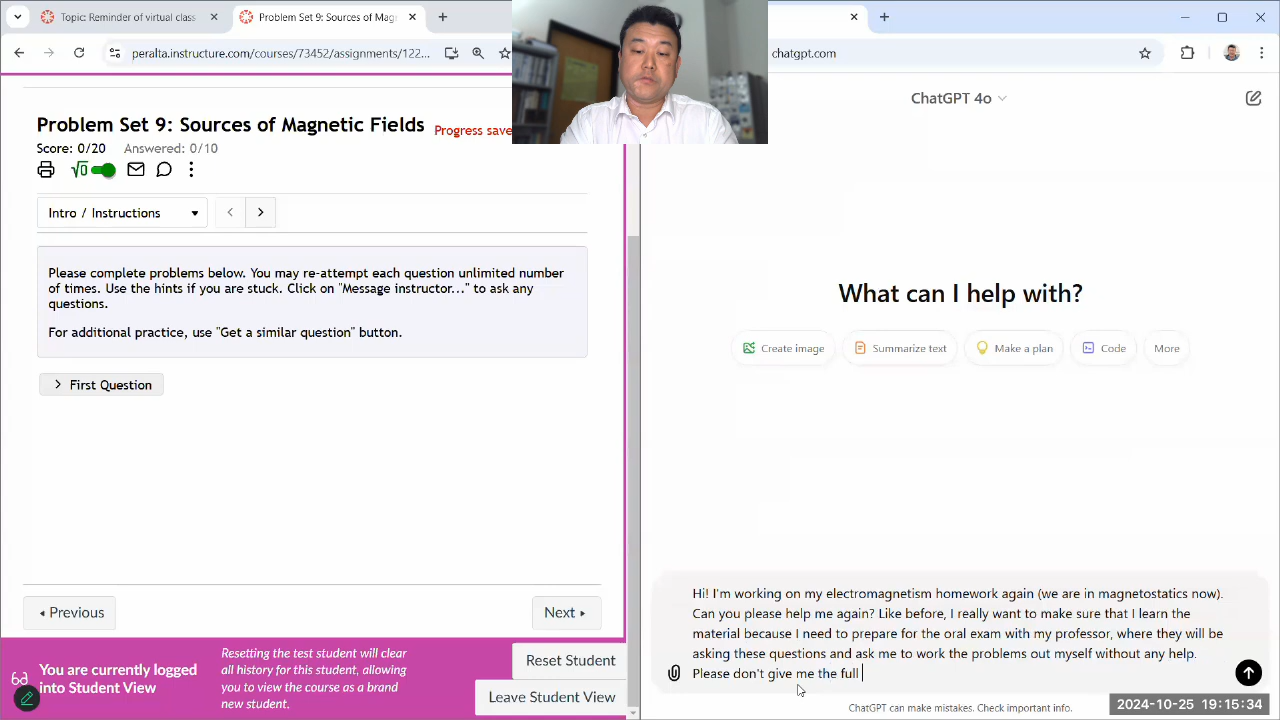 Topic: Reminder of virtual class
Problem Set 9: Sources of Mag
peralta.instructure.com/courses/73452/assignments/122...
chatgpt.com
Problem Set 9: Sources of Magnetic Fields
Progress save
Score: 0/20
Answered: 0/10
Intro / Instructions
Please complete problems below. You may re-attempt each question unlimited number
of times. Use the hints if you are stuck. Click on "Message instructor..." to ask any
questions.
For additional practice, use "Get a similar question" button.
First Question
Previous
Next
You are currently logged
into Student View
Resetting the test student will clear
all history for this student, allowing
you to view the course as a brand
new student.
Reset Student
Leave Student View
ChatGPT 4o
What can I help with?
Create image
Summarize text
Make a plan
Code
More
Hi! I'm working on my electromagnetism homework again (we are in magnetostatics now).
Can you please help me again? Like before, I really want to make sure that I learn the
material because I need to prepare for the oral exam with my professor, where they will be
asking these questions and ask me to work the problems out myself without any help.
Please don't give me the full
ChatGPT can make mistakes. Check important info.
2024-10-25 19:15:34